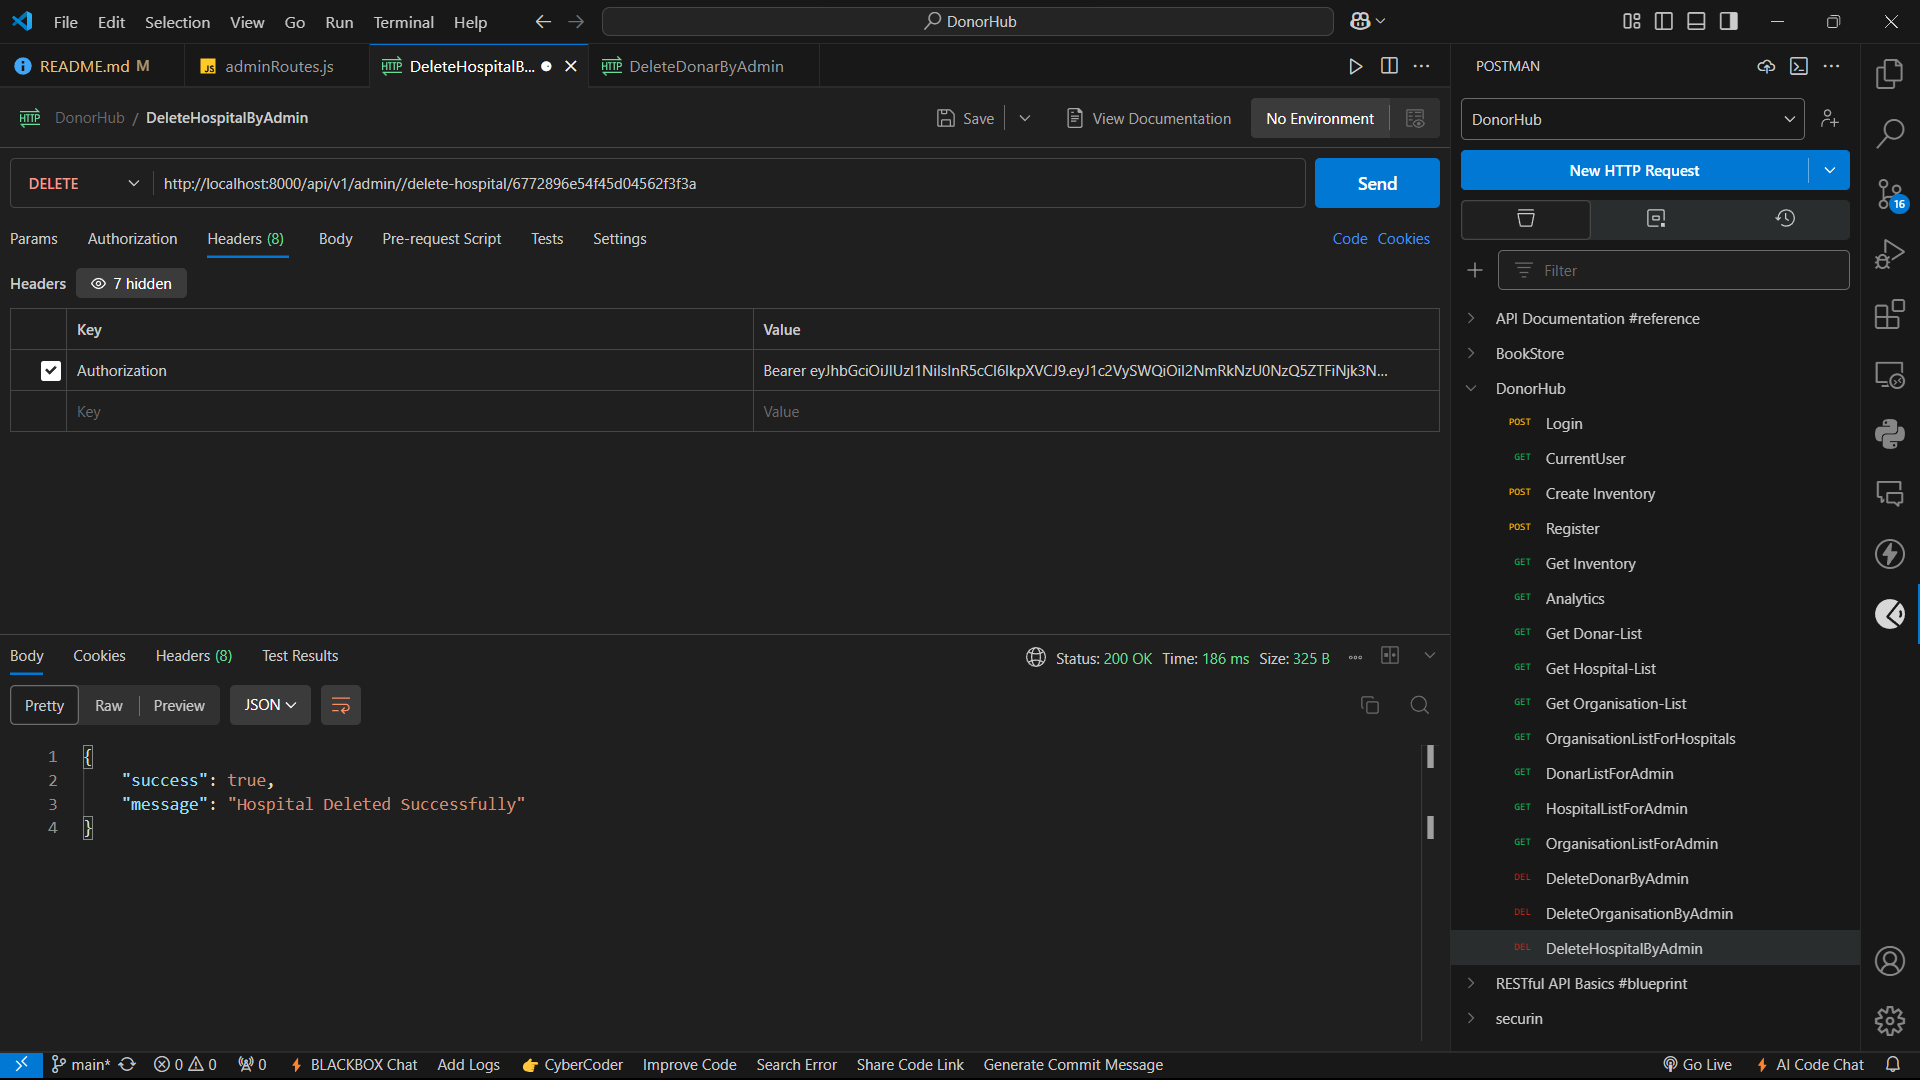 File Edit Selection View Go Run Terminal Help
DonorHub
README.md M
adminRoutes.js
DeleteHospitalB...
DeleteDonarByAdmin
DonorHub / DeleteHospitalByAdmin
Save
View Documentation
No Environment
DELETE
http://localhost:8000/api/v1/admin//delete-hospital/6772896e54f45d04562f3f3a
Send
Params Authorization Headers (8) Body Pre-request Script Tests Settings
Code Cookies
Headers 7 hidden
Key Value
Authorization
Key Value
Body Cookies Headers (8) Test Results
Status: 200 OK Time: 186 ms Size: 325 B
Pretty Raw Preview JSON
1 {
2 "success": true,
3 "message": "Hospital Deleted Successfully"
4 }
POSTMAN
DonorHub
New HTTP Request
Filter
API Documentation #reference
BookStore
DonorHub
POST Login
GET CurrentUser
POST Create Inventory
POST Register
GET Get Inventory
GET Analytics
GET Get Donar-List
GET Get Hospital-List
GET Get Organisation-List
GET OrganisationListForHospitals
GET DonarListForAdmin
GET HospitalListForAdmin
GET OrganisationListForAdmin
DEL DeleteDonarByAdmin
DEL DeleteOrganisationByAdmin
DEL DeleteHospitalByAdmin
RESTful API Basics #blueprint
securin
16
main* 0 0 0 BLACKBOX Chat Add Logs CyberCoder Improve Code Search Error Share Code Link Generate Commit Message
Go Live AI Code Chat